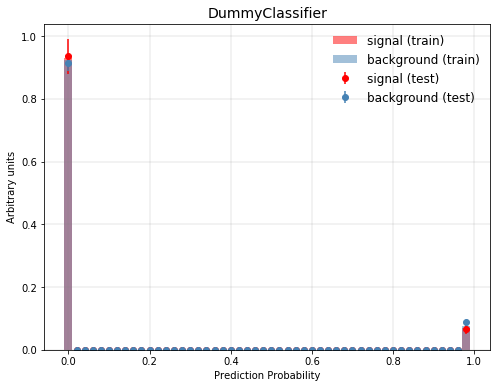 DummyClassifier
signal (train)
background (train)
signal (test)
background (test)
Arbitrary units
1.0
0.8
0.6
0.4
0.2
0.0
0.0 0.2 0.4 0.6 0.8 1.0
Prediction Probability